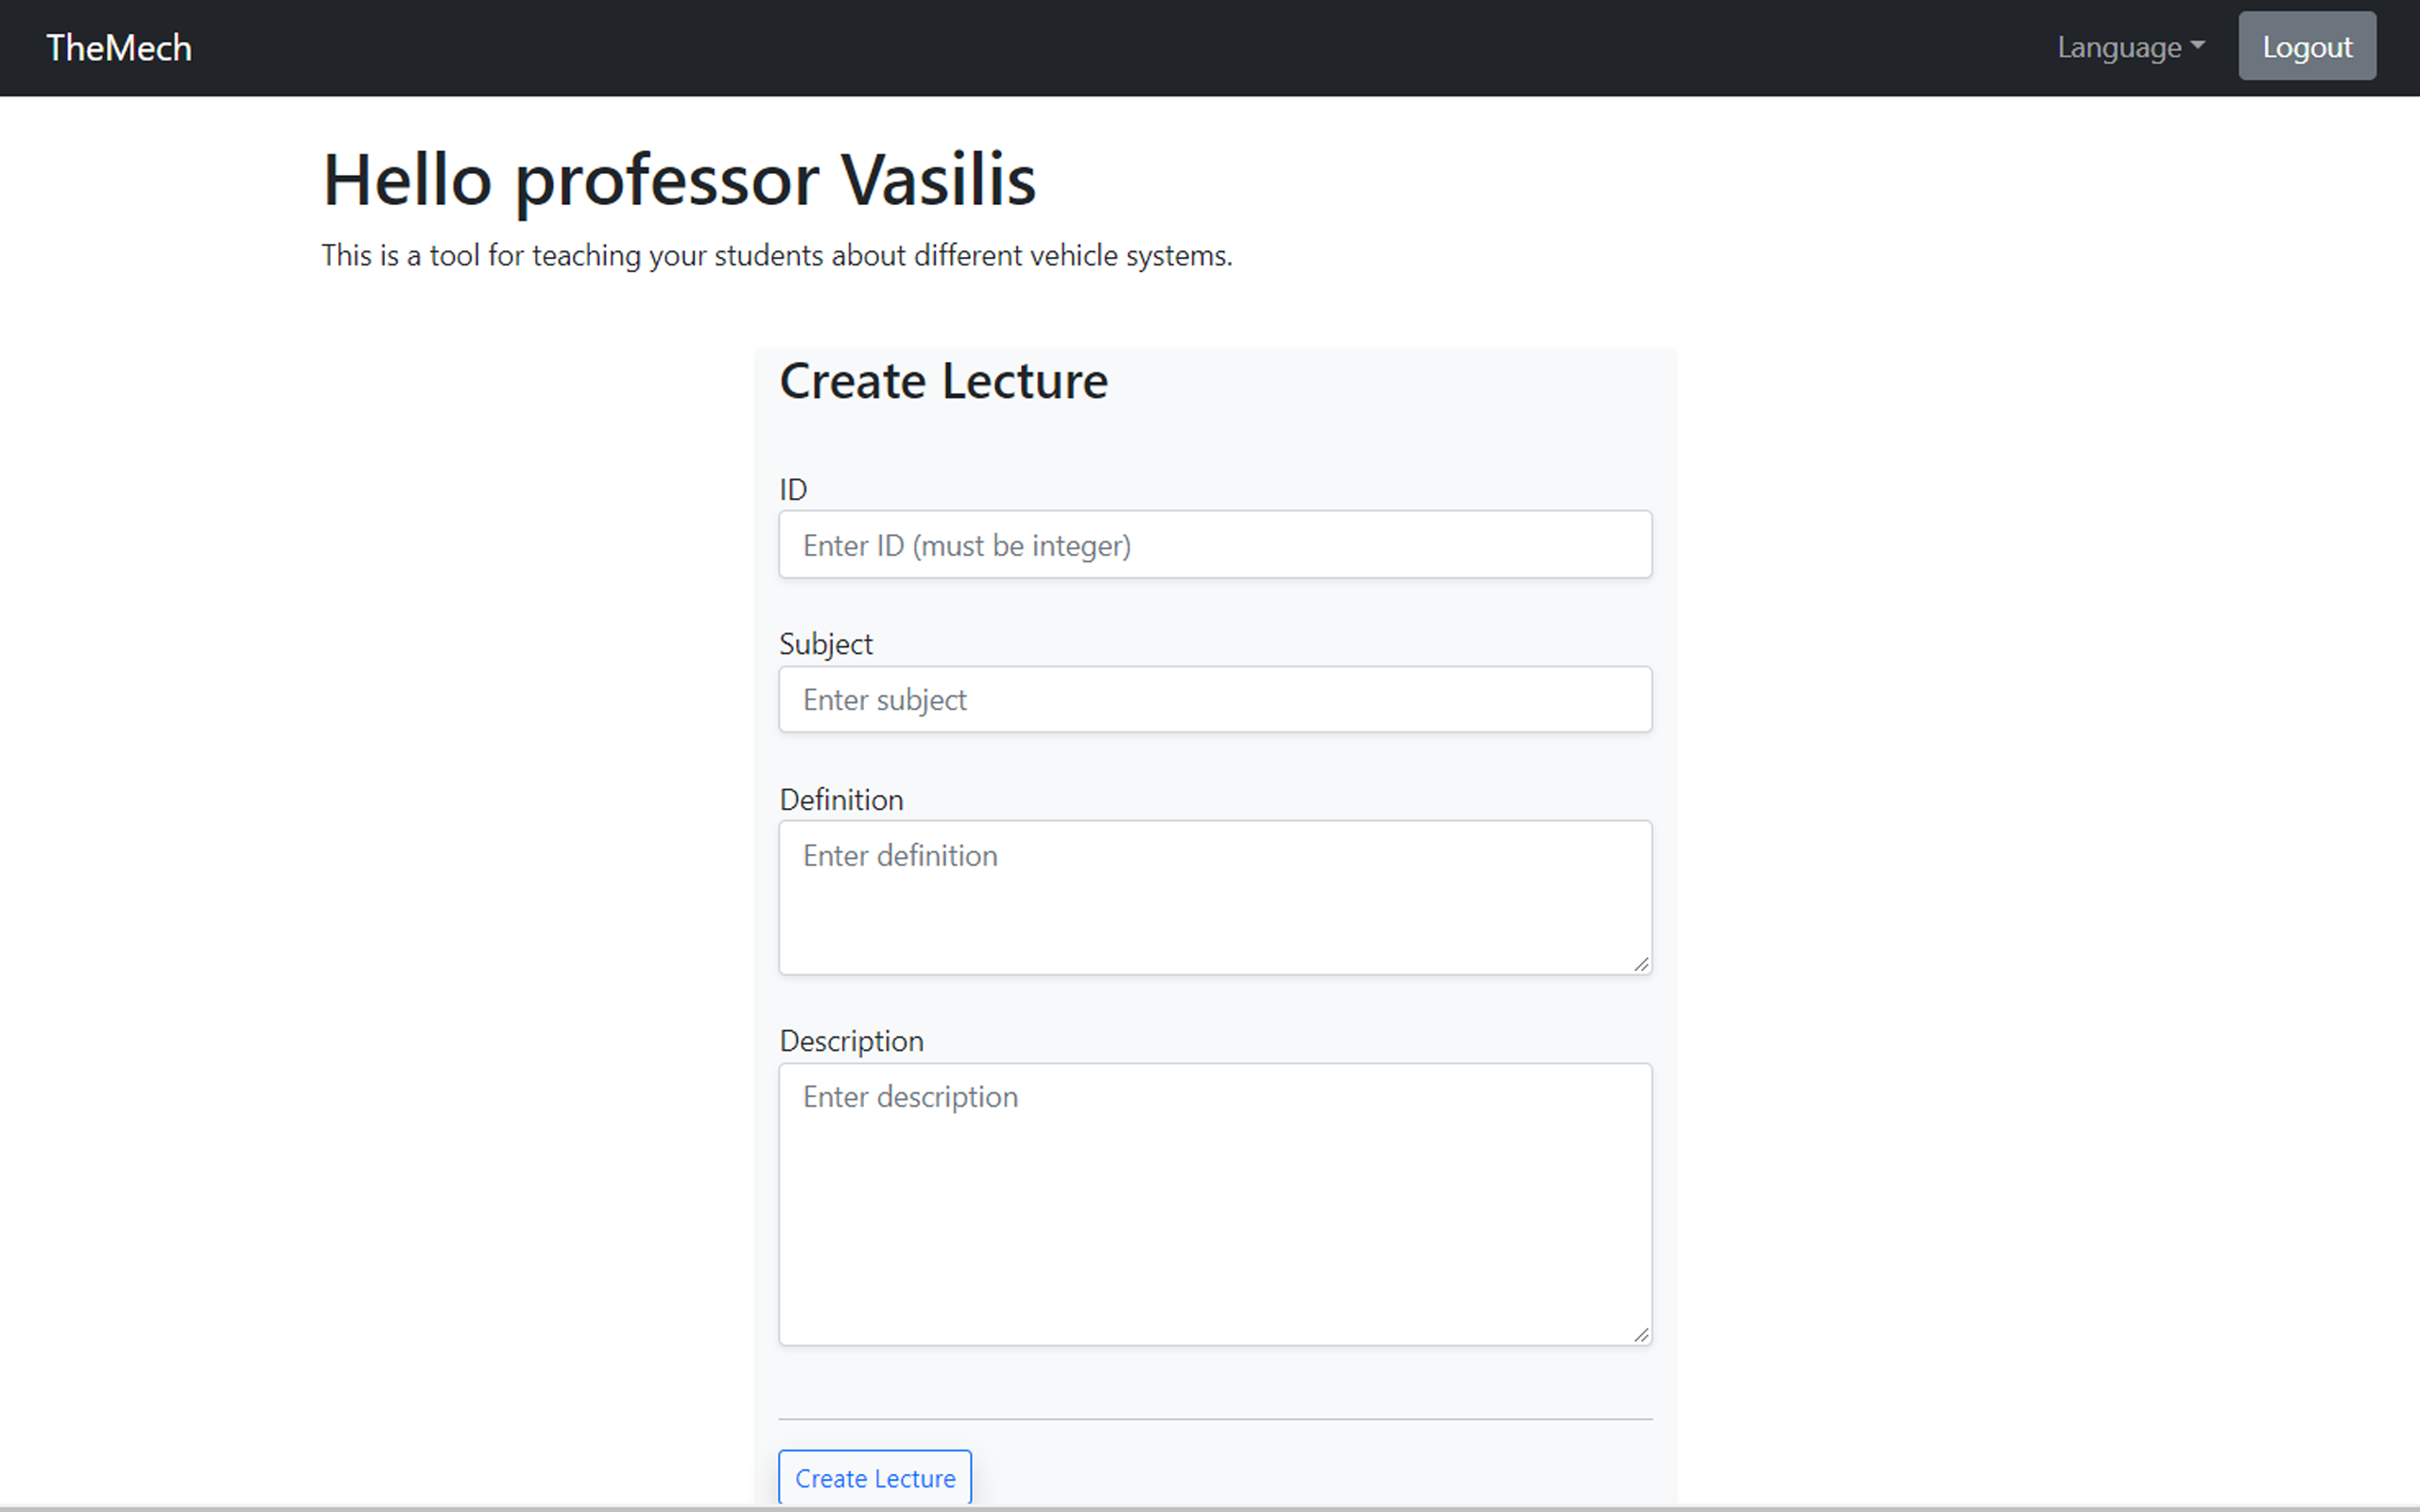 TheMech
Language
Logout
Hello professor Vasilis
This is a tool for teaching your students about different vehicle systems.
Create Lecture
ID
Enter ID (must be integer)
Subject
Enter subject
Definition
Enter definition
Description
Enter description
Create Lecture